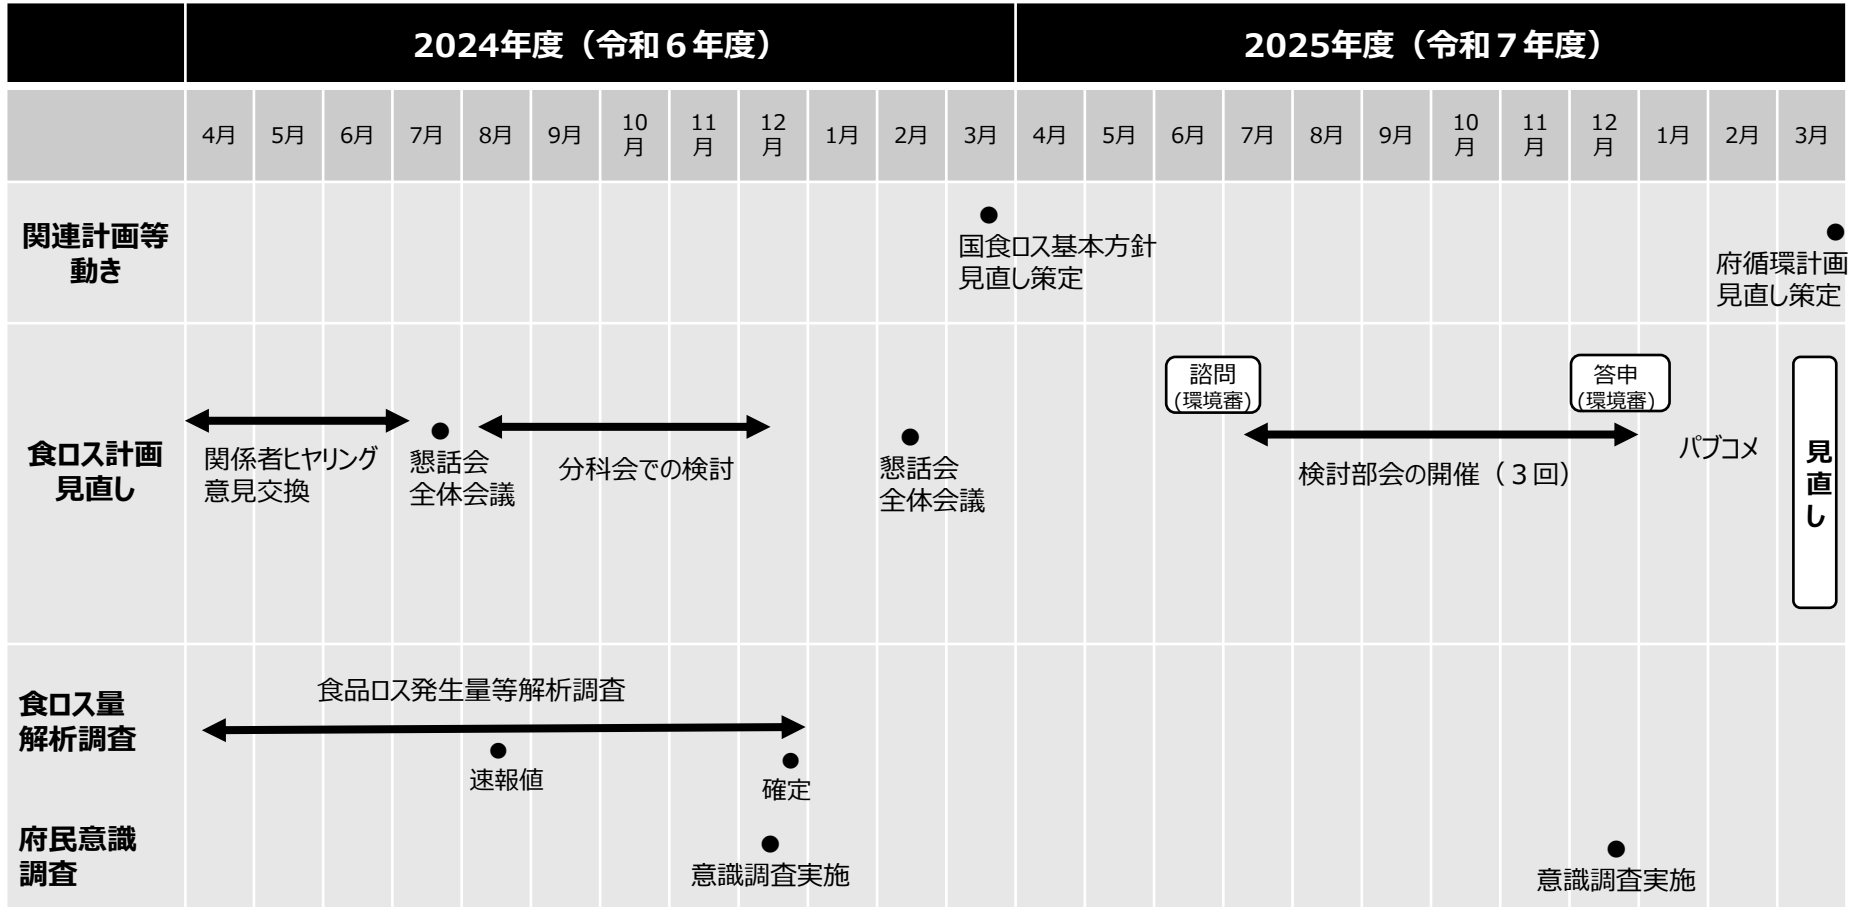 2024年度（令和６年度）
2025年度（令和７年度）
4月
5月
6月
7月
8月
9月
10
月
11
月
12
月
1月
2月
3月
4月
5月
6月
7月
8月
9月
10
月
11
月
12
月
1月
2月
3月
関連計画等
動き
国食ロス基本方針
見直し策定
府循環計画
見直し策定
食ロス計画
見直し
関係者ヒヤリング
意見交換
懇話会
全体会議
分科会での検討
懇話会
全体会議
諮問
(環境審)
検討部会の開催（３回）
答申
(環境審)
パブコメ
見
直
し
食ロス量
解析調査
食品ロス発生量等解析調査
速報値
確定
府民意識
調査
意識調査実施
意識調査実施